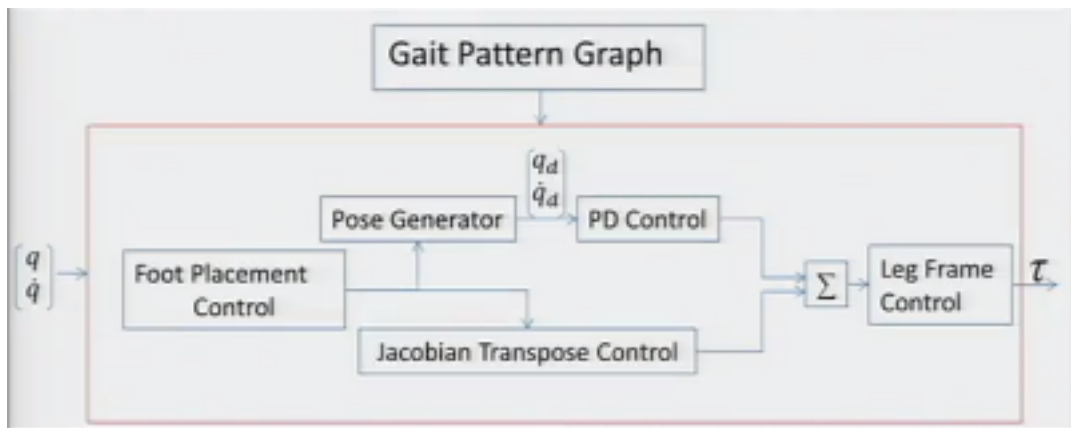 Gait Pattern Graph
q_d
q̇_d
Pose Generator
PD Control
q
q̇
Foot Placement
Control
∑
Leg Frame
Control
τ
Jacobian Transpose Control